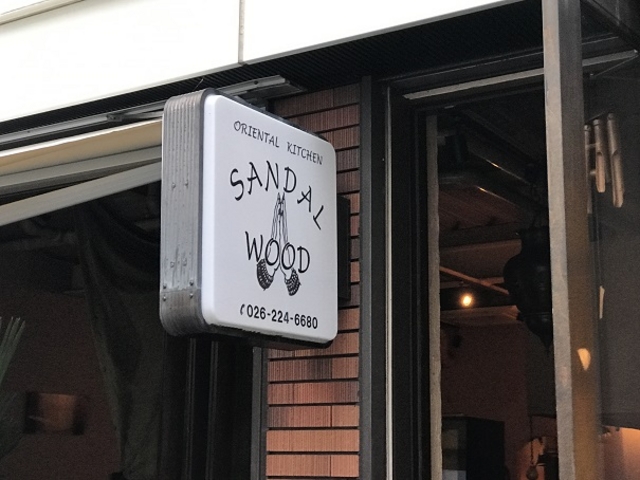 ORIENTAL KITCHEN
SANDAL
WOOD
026-224-6680